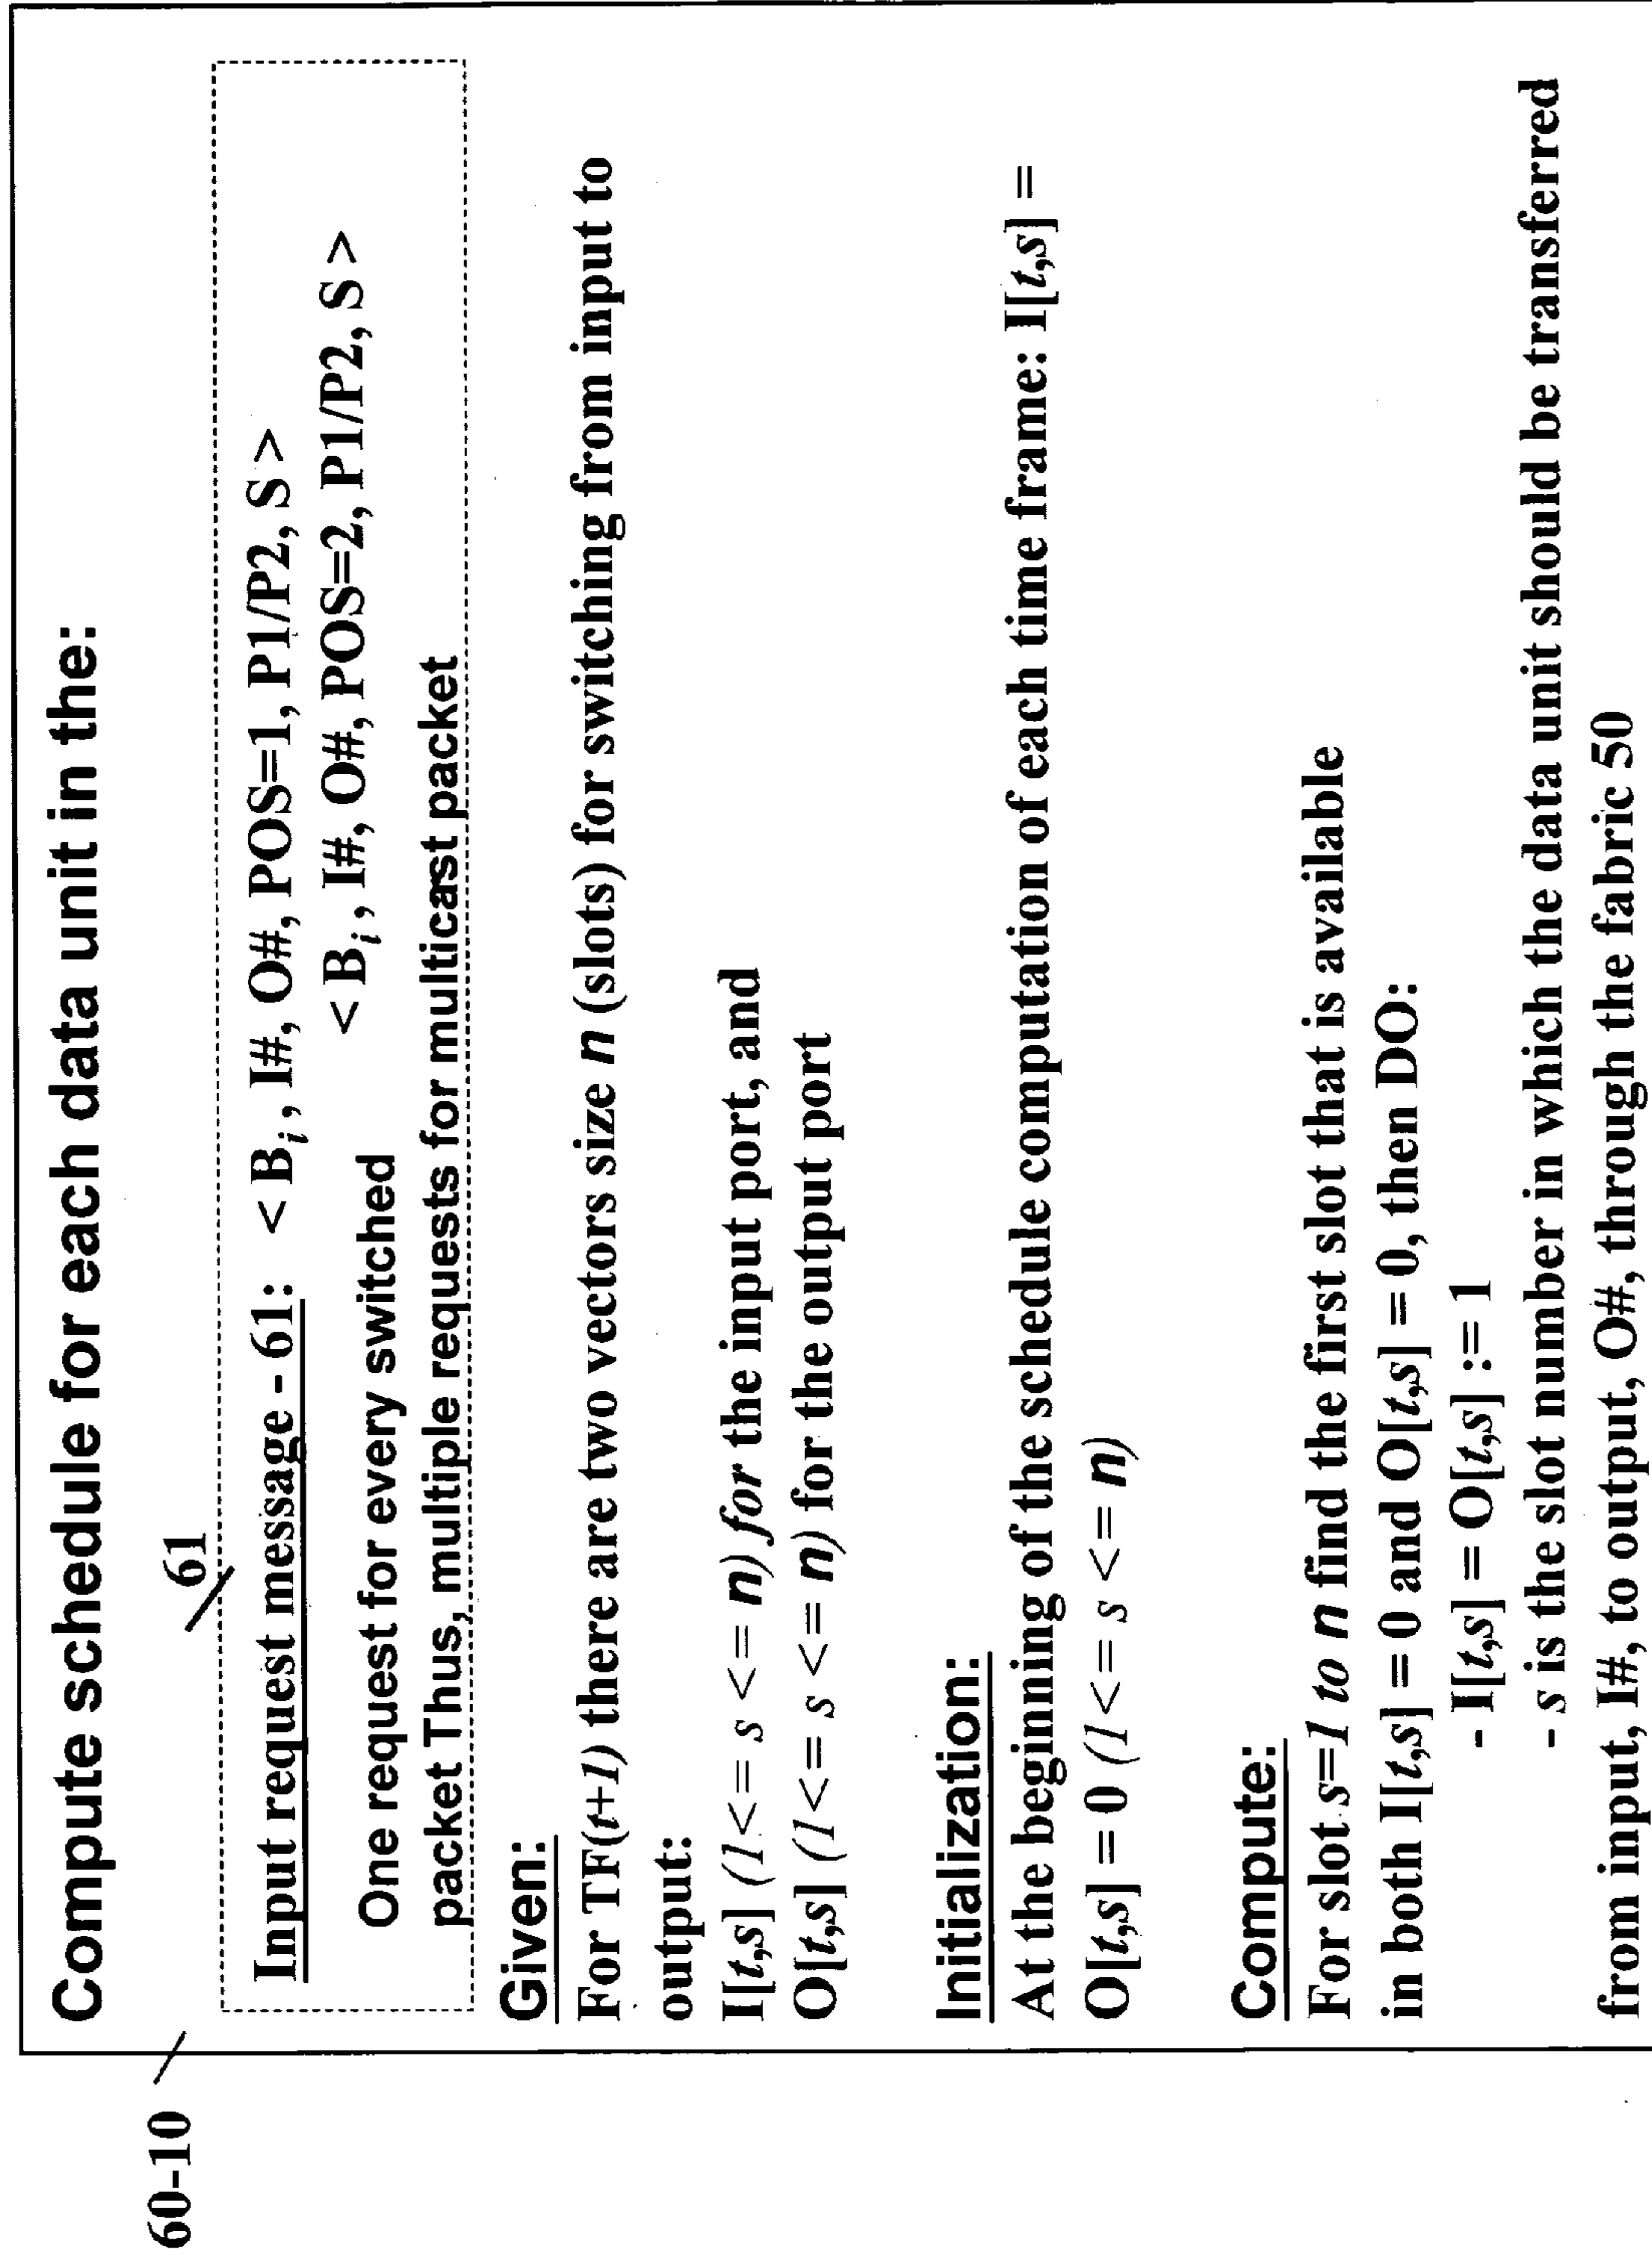 60-10
Compute schedule for each data unit in the:
61
Input request message - 61: < B_i, I#, O#, POS=1, P1/P2, S >
< B_i, I#, O#, POS=2, P1/P2, S >
One request for every switched
packet Thus, multiple requests for multicast packet
Given:
For TF(t+1) there are two vectors size n (slots) for switching from input to
output:
I[t,s] (1<= s <= n) for the input port, and
O[t,s] (1<= s <= n) for the output port
Initialization:
At the beginning of the schedule computation of each time frame: I[t,s] =
O[t,s] = 0 (1<= s <= n)
Compute:
For slot s=1 to n find the first slot that is available
in both I[t,s] = 0 and O[t,s] = 0, then DO:
- I[t,s] = O[t,s] := 1
- s is the slot number in which the data unit should be transferred
from input, I#, to output, O#, through the fabric 50